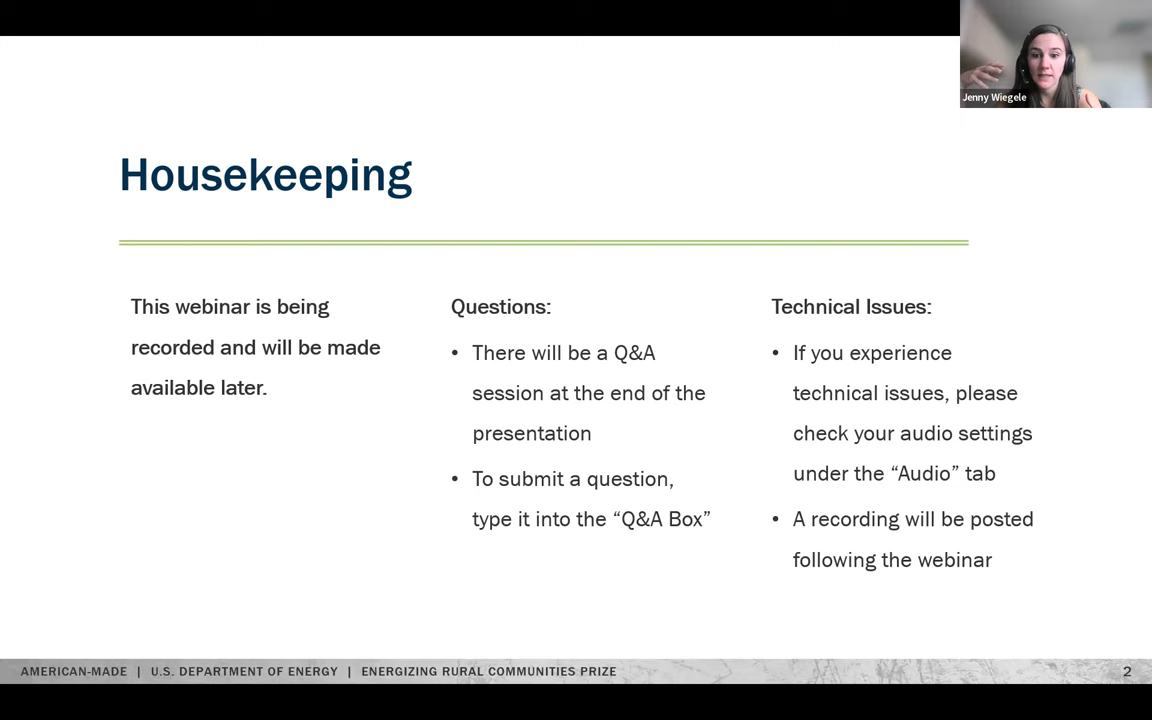 Jenny Wiegele
Housekeeping
This webinar is being
recorded and will be made
available later.
Questions:
• There will be a Q&A
session at the end of the
presentation
• To submit a question,
type it into the “Q&A Box”
Technical Issues:
• If you experience
technical issues, please
check your audio settings
under the “Audio” tab
• A recording will be posted
following the webinar
AMERICAN-MADE | U.S. DEPARTMENT OF ENERGY | ENERGIZING RURAL COMMUNITIES PRIZE
2